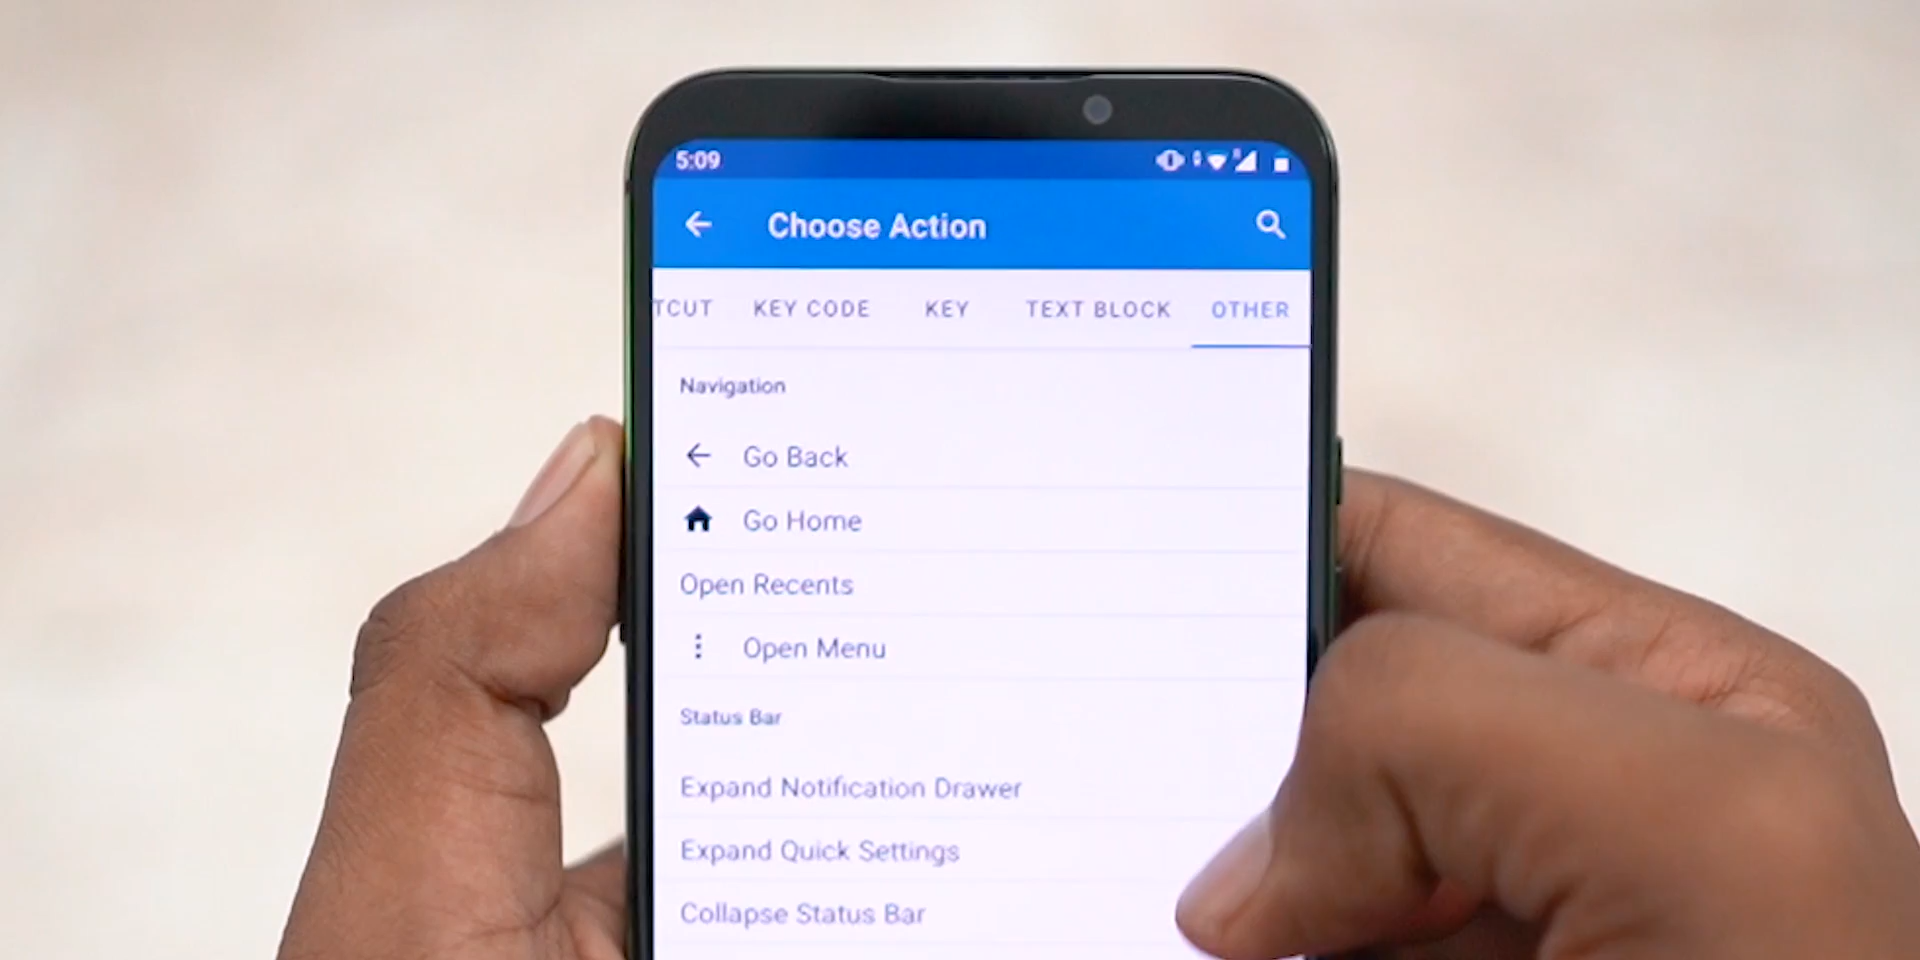 5:09
Choose Action
TCUT KEY CODE KEY TEXT BLOCK OTHER
Navigation
Go Back
Go Home
Open Recents
Open Menu
Status Bar
Expand Notification Drawer
Expand Quick Settings
Collapse Status Bar